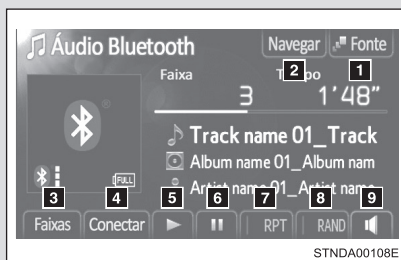 Áudio Bluetooth
Navegar
Fonte
2
1
Faixa
Tempo
3
1'48"
Track name 01_Track
Album name 01_Album nam
Artist name 01_Artist name
FULL
3
4
5
6
7
8
9
Faixas
Conectar
RPT
RAND
STNDA00108E